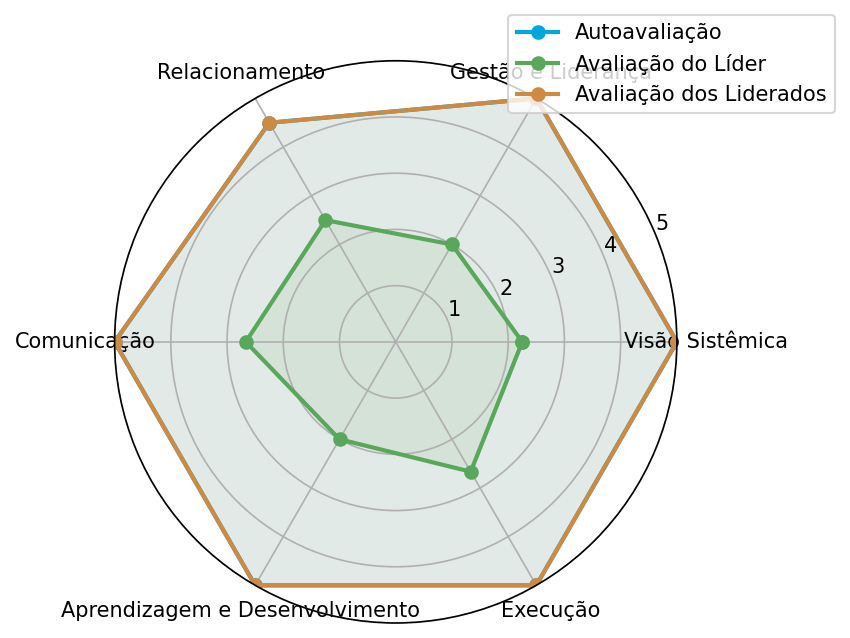 Autoavaliação
Avaliação do Líder
Avaliação dos Liderados
Relacionamento
Gestão e Liderança
5
4
3
2
1
Comunicação
Visão Sistêmica
Aprendizagem e Desenvolvimento
Execução